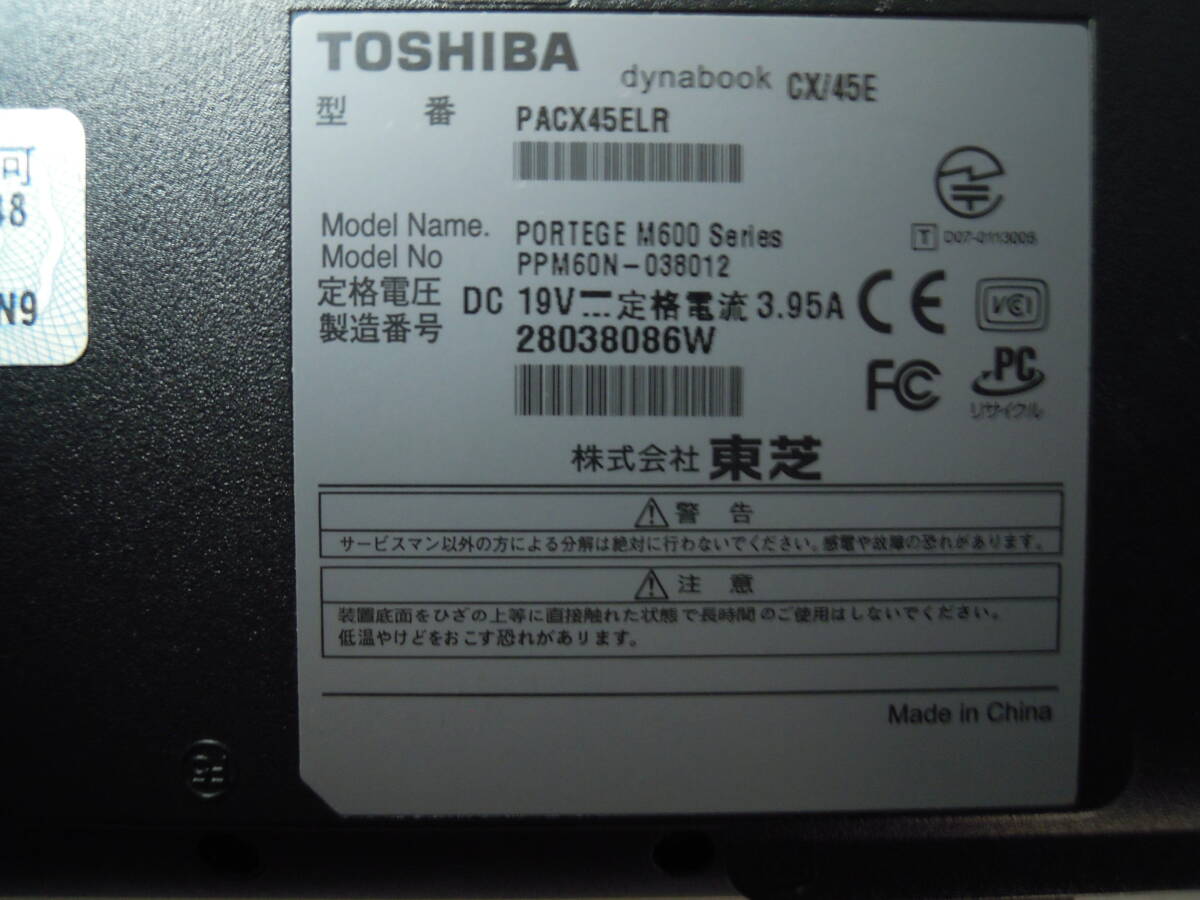 TOSHIBA dynabook CX/45E
型 番 PACX45ELR
Model Name. PORTEGE M600 Series
Model No PPM60N-038012
定格電圧 DC 19V 定格電流 3.95A
製造番号 28038086W
T D07-0113005
CE VCI
FC PC
リサイクル
株式会社 東芝
警 告
サービスマン以外の方による分解は絶対に行わないでください。感電や故障の恐れがあります。
注 意
装置底面をひざの上等に直接触れた状態で長時間のご使用はしないでください。
低温やけどをおこす恐れがあります。
Made in China
可
48
N9